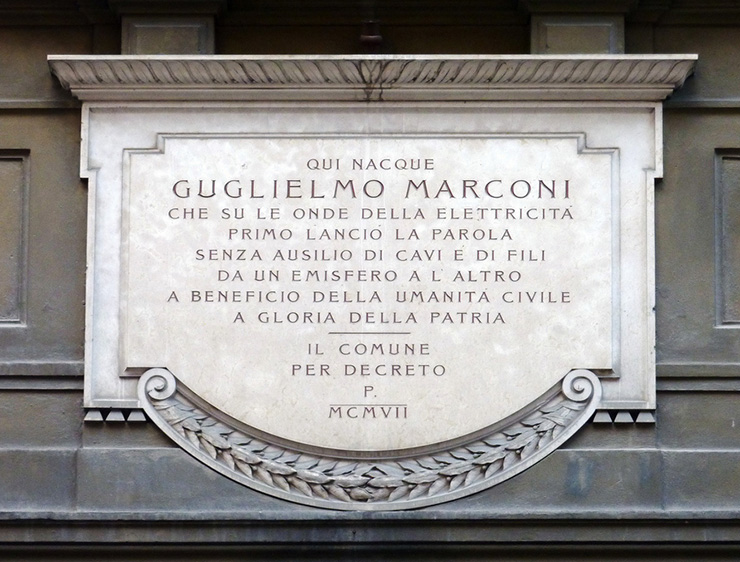 QUI NACQUE
GUGLIELMO MARCONI
CHE SU LE ONDE DELLA ELETTRICITÀ
PRIMO LANCIÒ LA PAROLA
SENZA AUSILIO DI CAVI E DI FILI
DA UN EMISFERO A L'ALTRO
A BENEFICIO DELLA UMANITÀ CIVILE
A GLORIA DELLA PATRIA
IL COMUNE
PER DECRETO
P.
MCMVII